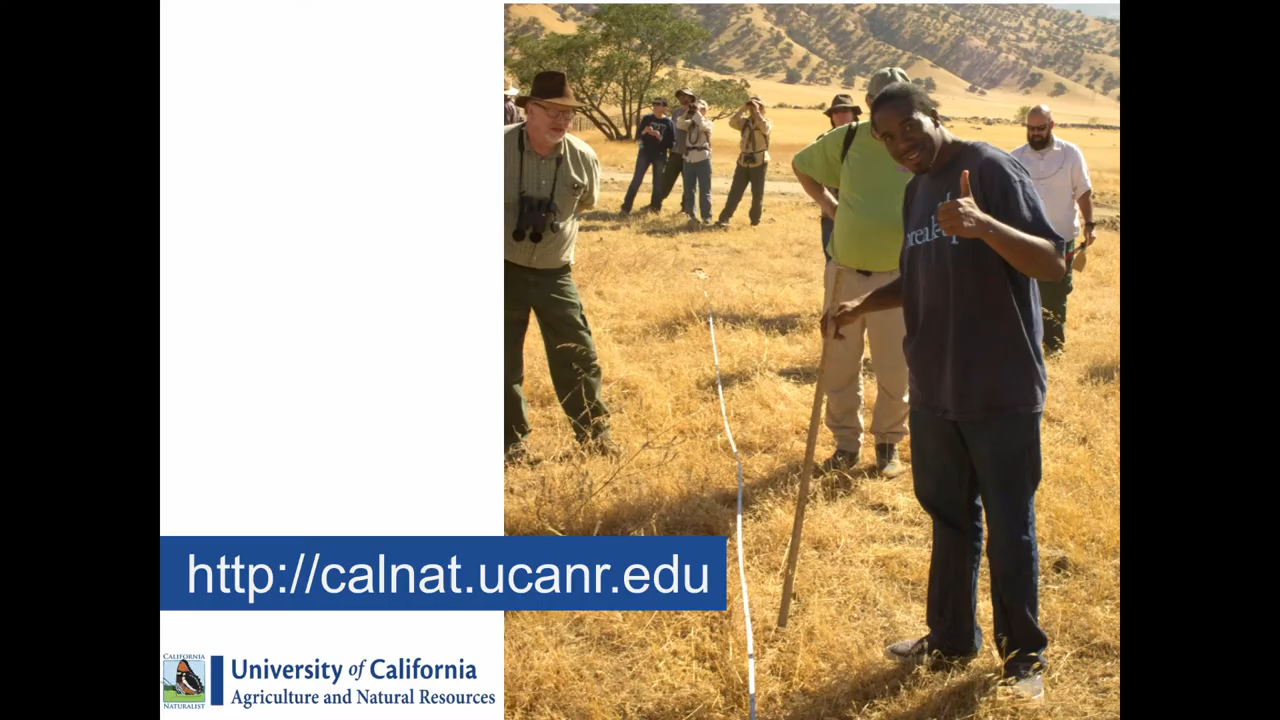 http://calnat.ucanr.edu
CALIFORNIA
NATURALIST
University of California
Agriculture and Natural Resources